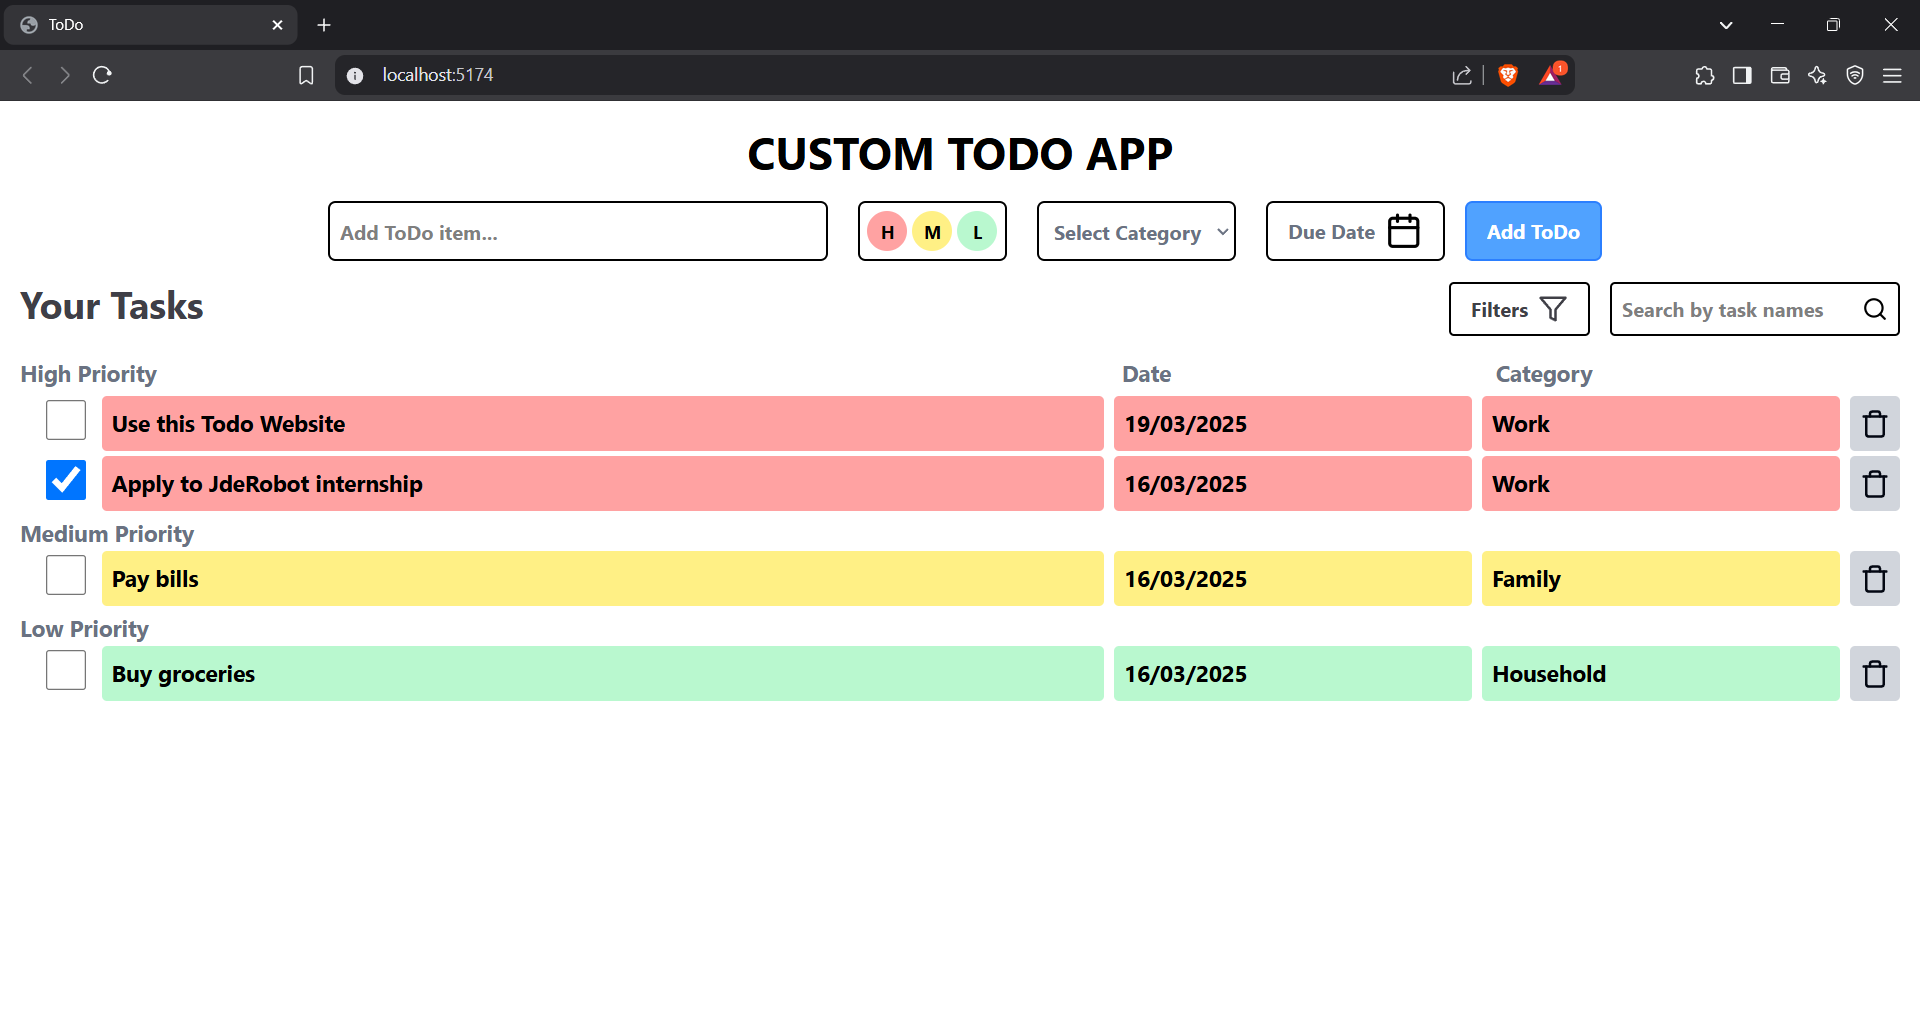 ToDo
localhost:5174
1
CUSTOM TODO APP
Add ToDo item...
H M L
Select Category
Due Date
Add ToDo
Your Tasks
Filters
Search by task names
High Priority Date Category
Use this Todo Website 19/03/2025 Work
Apply to JdeRobot internship 16/03/2025 Work
Medium Priority
Pay bills 16/03/2025 Family
Low Priority
Buy groceries 16/03/2025 Household